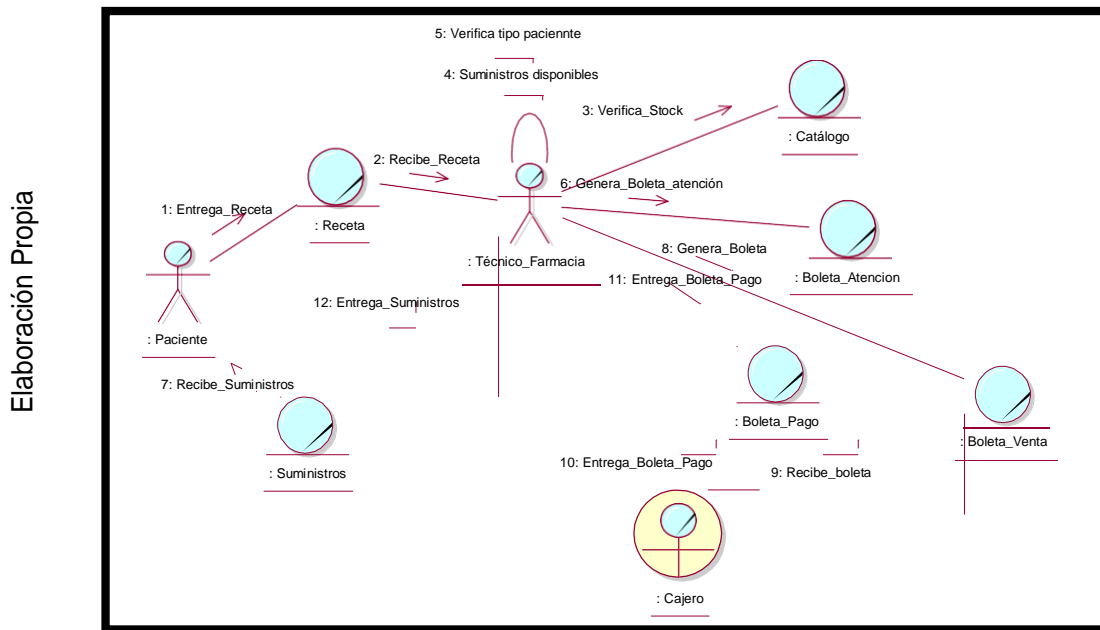 Elaboración Propia
5: Verifica tipo paciennte
4: Suministros disponibles
3: Verifica_Stock
: Catálogo
2: Recibe_Receta
6: Genera_Boleta_atención
1: Entrega_Receta
: Receta
: Técnico_Farmacia
8: Genera_Boleta
: Boleta_Atencion
11: Entrega_Boleta_Pago
12: Entrega_Suministros
: Paciente
7: Recibe_Suministros
: Boleta_Pago
: Boleta_Venta
10: Entrega_Boleta_Pago
9: Recibe_boleta
: Suministros
: Cajero